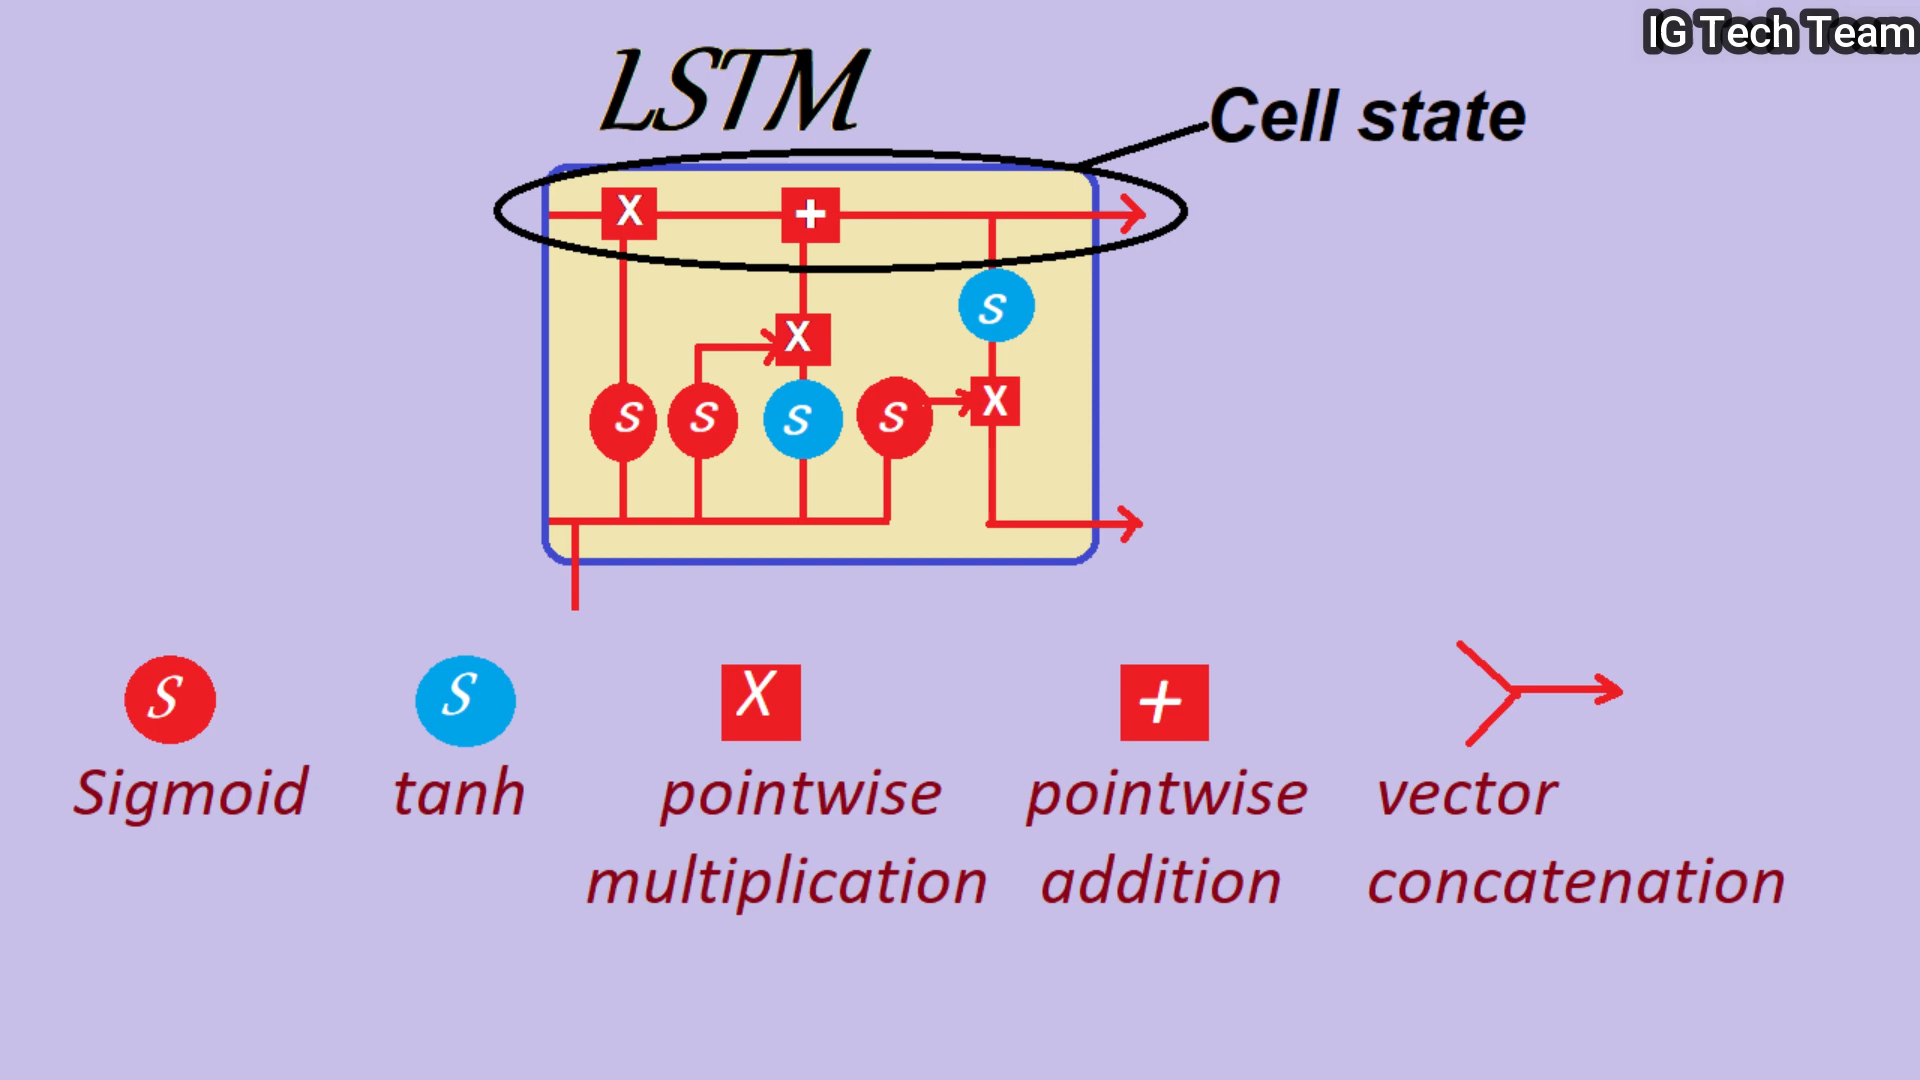 IG Tech Team
LSTM
Cell state
X
+
S
X
S
S
S
S
X
S
S
X
+
Sigmoid
tanh
pointwise
multiplication
pointwise
addition
vector
concatenation